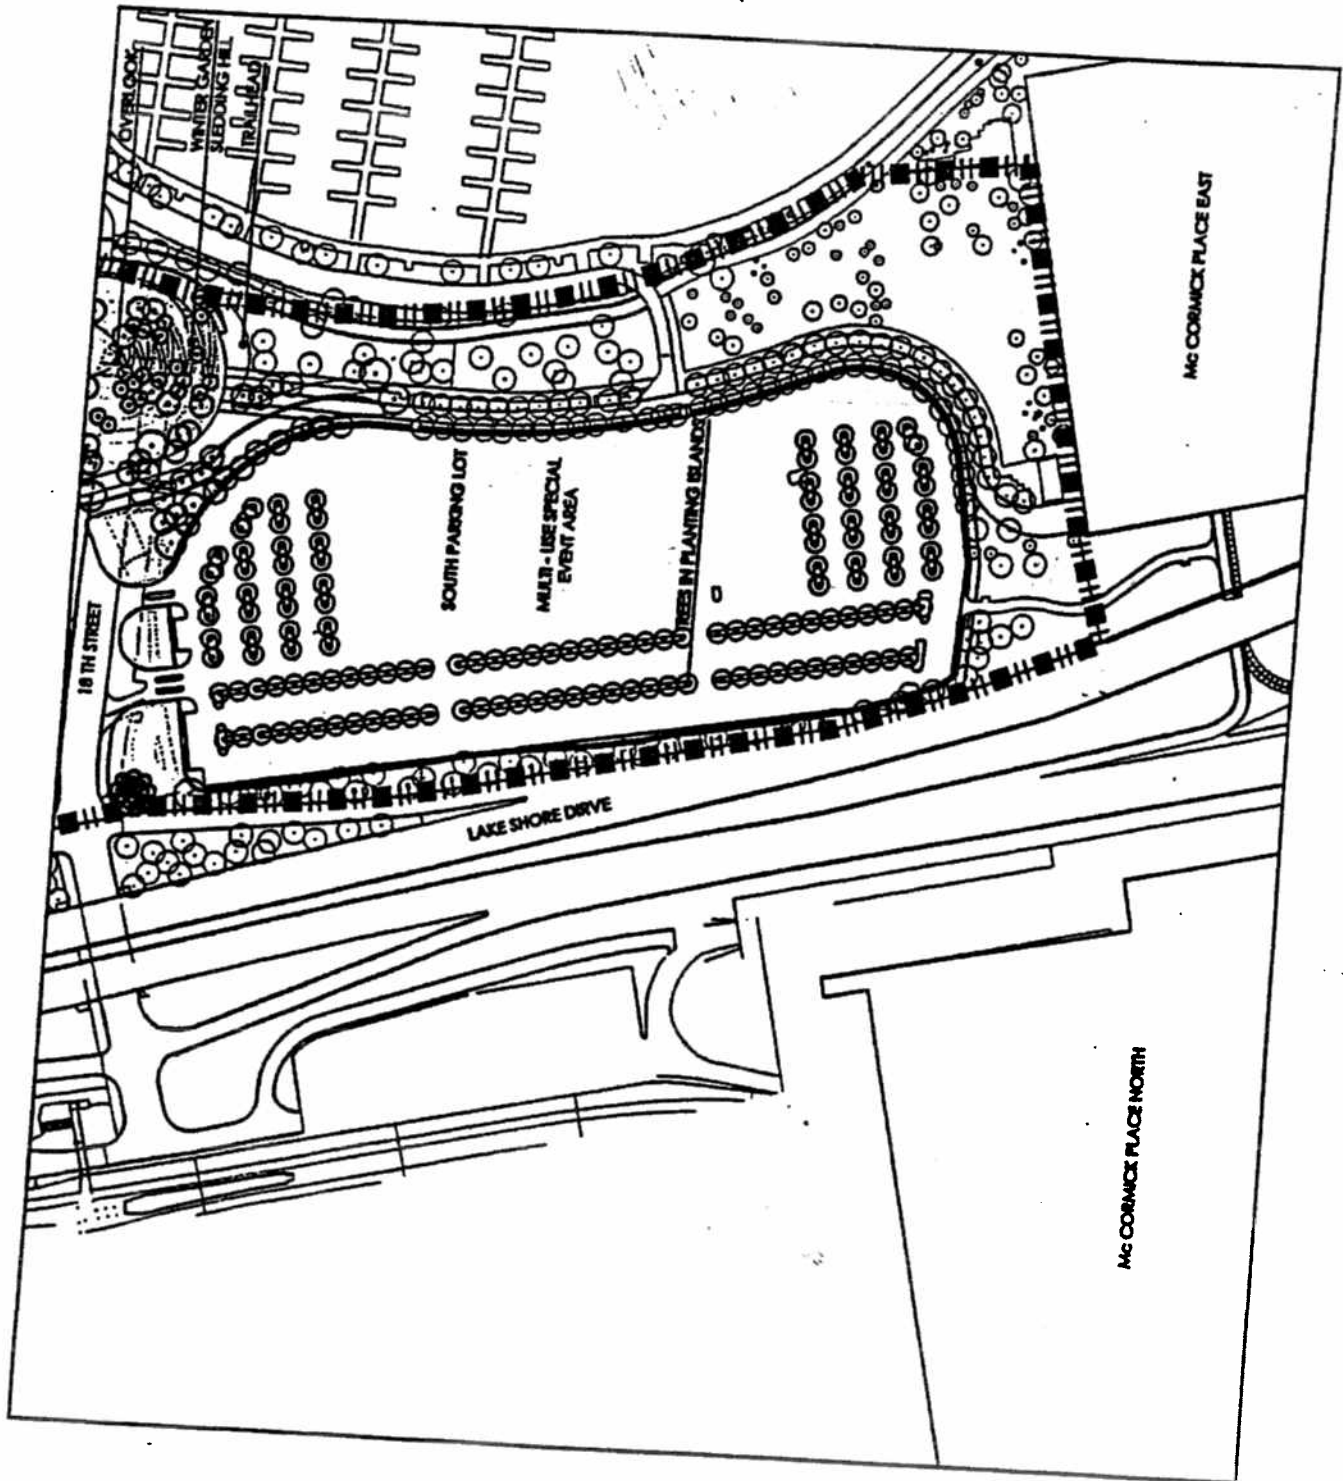 OVERLOOK
WINTER GARDEN
SLEDDING HILL
TRAILHEAD
Mc CORMICK PLACE EAST
SOUTH PARKING LOT
MULTI - USE SPECIAL
EVENT AREA
TREES IN PLANTING ISLANDS
18 TH STREET
LAKE SHORE DIRVE
Mc CORMICK PLACE NORTH